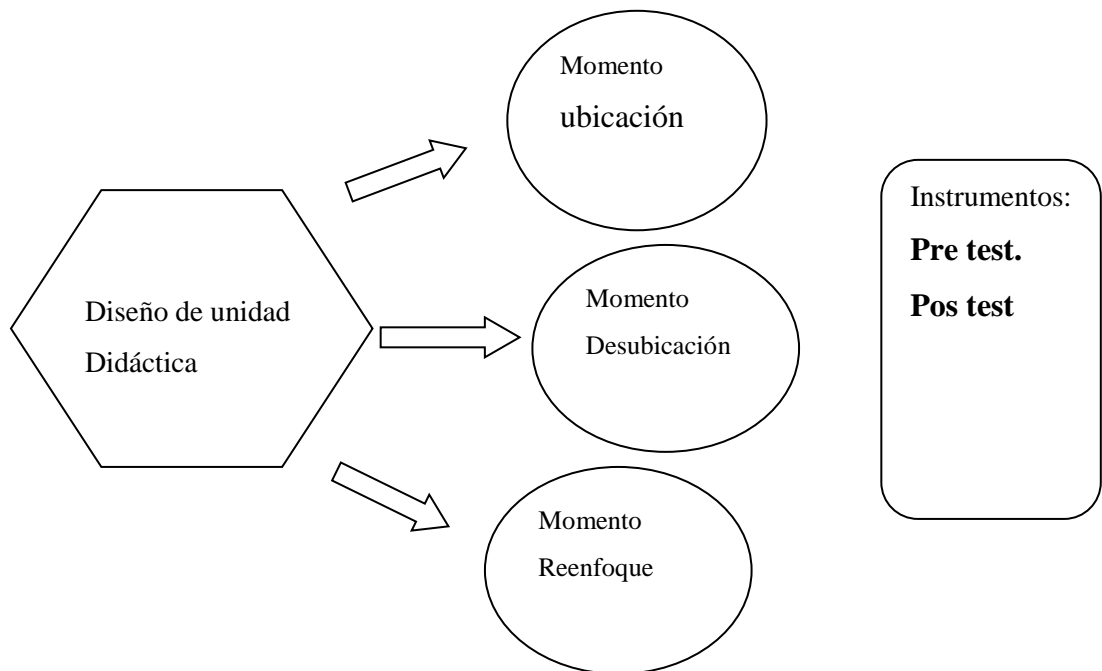 Momento
ubicación
Diseño de unidad
Didáctica
Momento
Desubicación
Momento
Reenfoque
Instrumentos:
Pre test.
Pos test